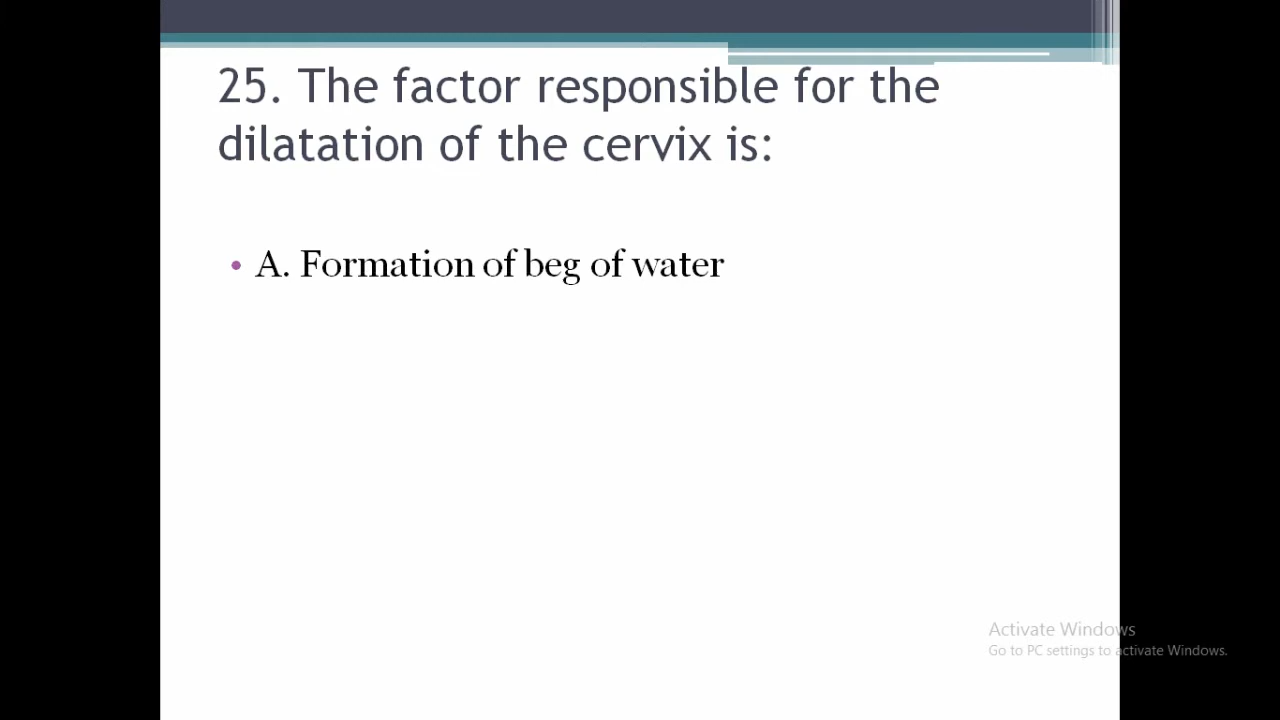 25. The factor responsible for the
dilatation of the cervix is:
• A. Formation of beg of water
Activate Windows
Go to PC settings to activate Windows.